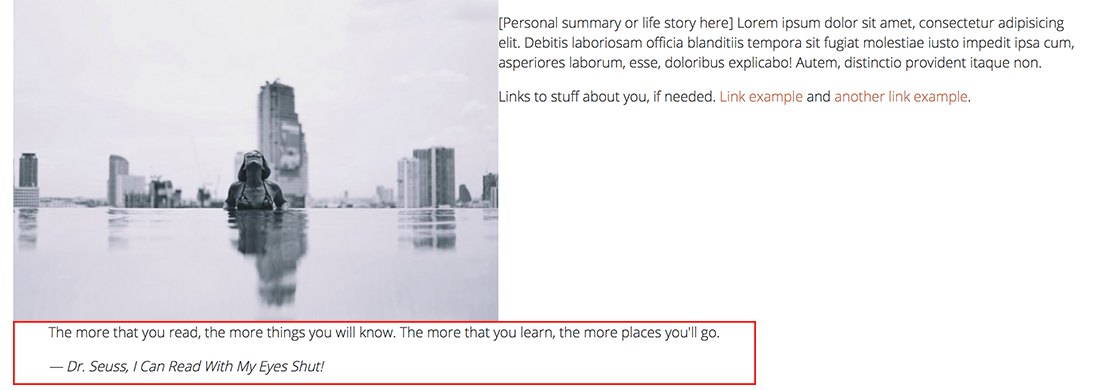 [Personal summary or life story here] Lorem ipsum dolor sit amet, consectetur adipisicing
elit. Debitis laboriosam officia blanditiis tempora sit fugiat molestiae iusto impedit ipsa cum,
asperiores laborum, esse, doloribus explicabo! Autem, distinctio provident itaque non.
Links to stuff about you, if needed. Link example and another link example.
The more that you read, the more things you will know. The more that you learn, the more places you'll go.
— Dr. Seuss, I Can Read With My Eyes Shut!